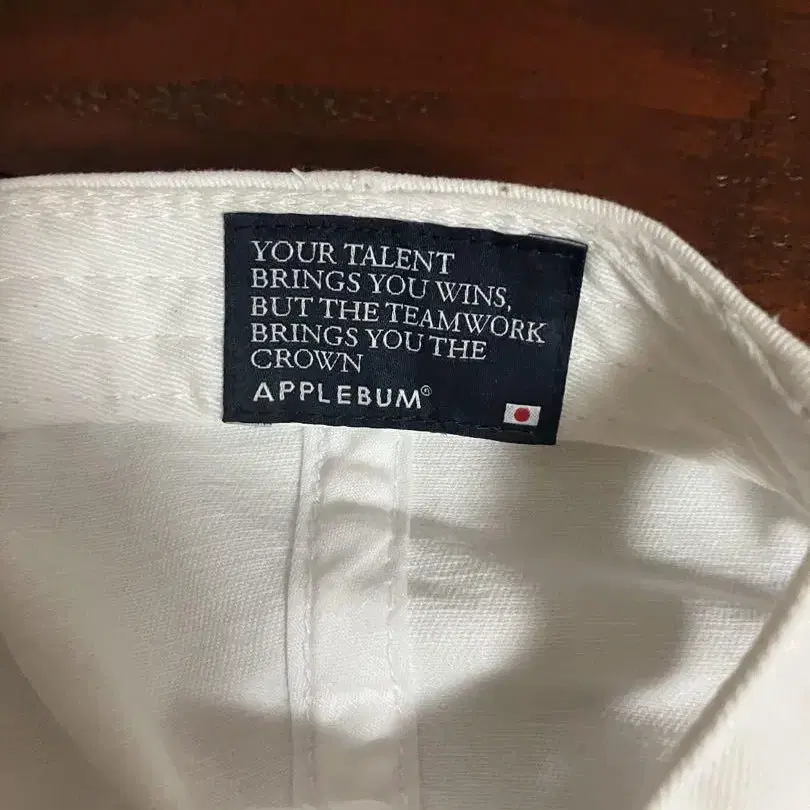 YOUR TALENT
BRINGS YOU WINS,
BUT THE TEAMWORK
BRINGS YOU THE
CROWN
APPLEBUM®